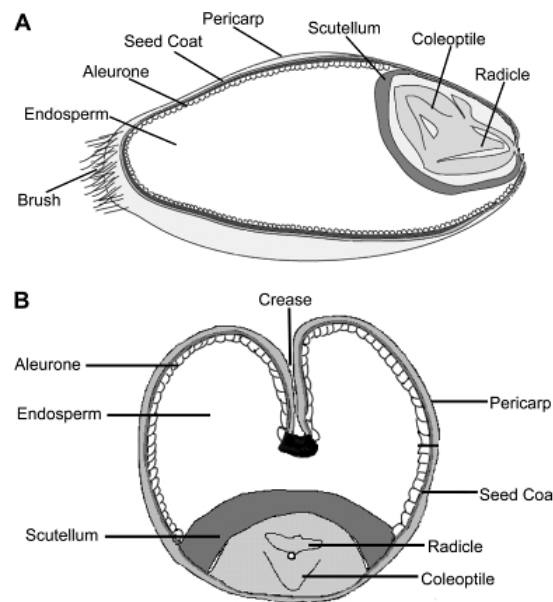 A
Pericarp
Scutellum
Seed Coat
Coleoptile
Aleurone
Radicle
Endosperm
Brush
B
Crease
Aleurone
Pericarp
Endosperm
Seed Coa
Scutellum
Radicle
Coleoptile